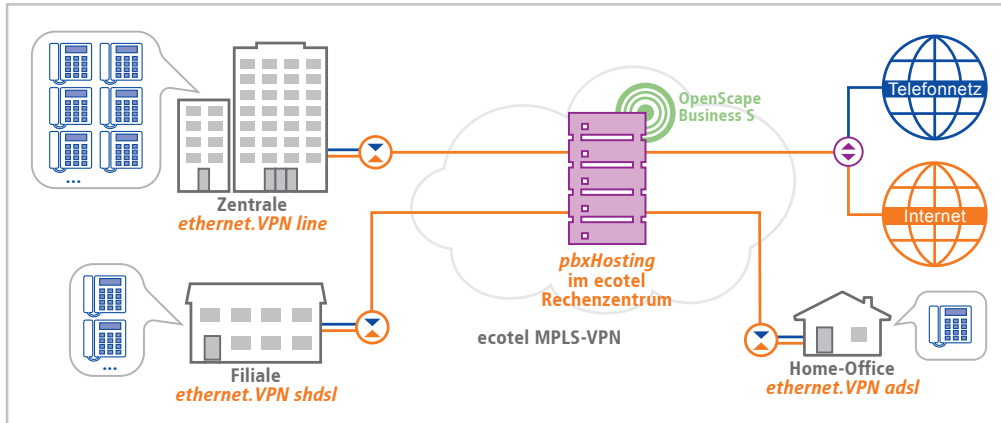 OpenScape
Business S
Telefonnetz
...
Zentrale
ethernet.VPN line
Internet
pbxHosting
im ecotel
Rechenzentrum
ecotel MPLS-VPN
...
Filiale
ethernet.VPN shdsl
Home-Office
ethernet.VPN adsl